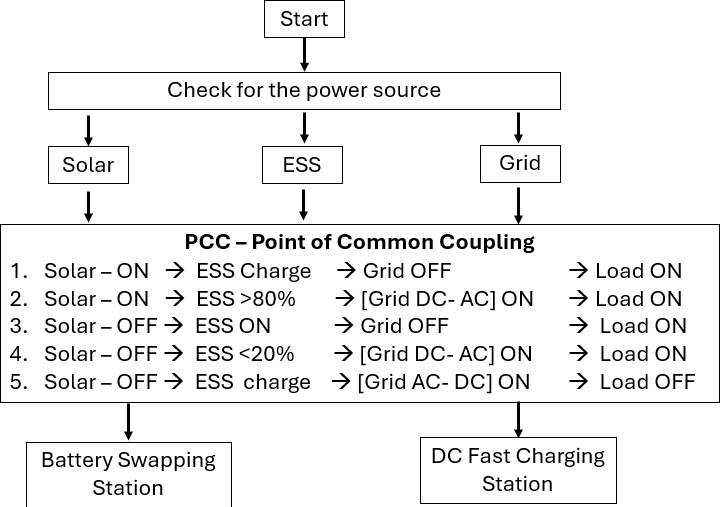 Start
Check for the power source
Solar
ESS
Grid
PCC – Point of Common Coupling
1. Solar – ON → ESS Charge → Grid OFF → Load ON
2. Solar – ON → ESS >80% → [Grid DC- AC] ON → Load ON
3. Solar – OFF → ESS ON → Grid OFF → Load ON
4. Solar – OFF → ESS <20% → [Grid DC- AC] ON → Load ON
5. Solar – OFF → ESS charge → [Grid AC- DC] ON → Load OFF
Battery Swapping
Station
DC Fast Charging
Station